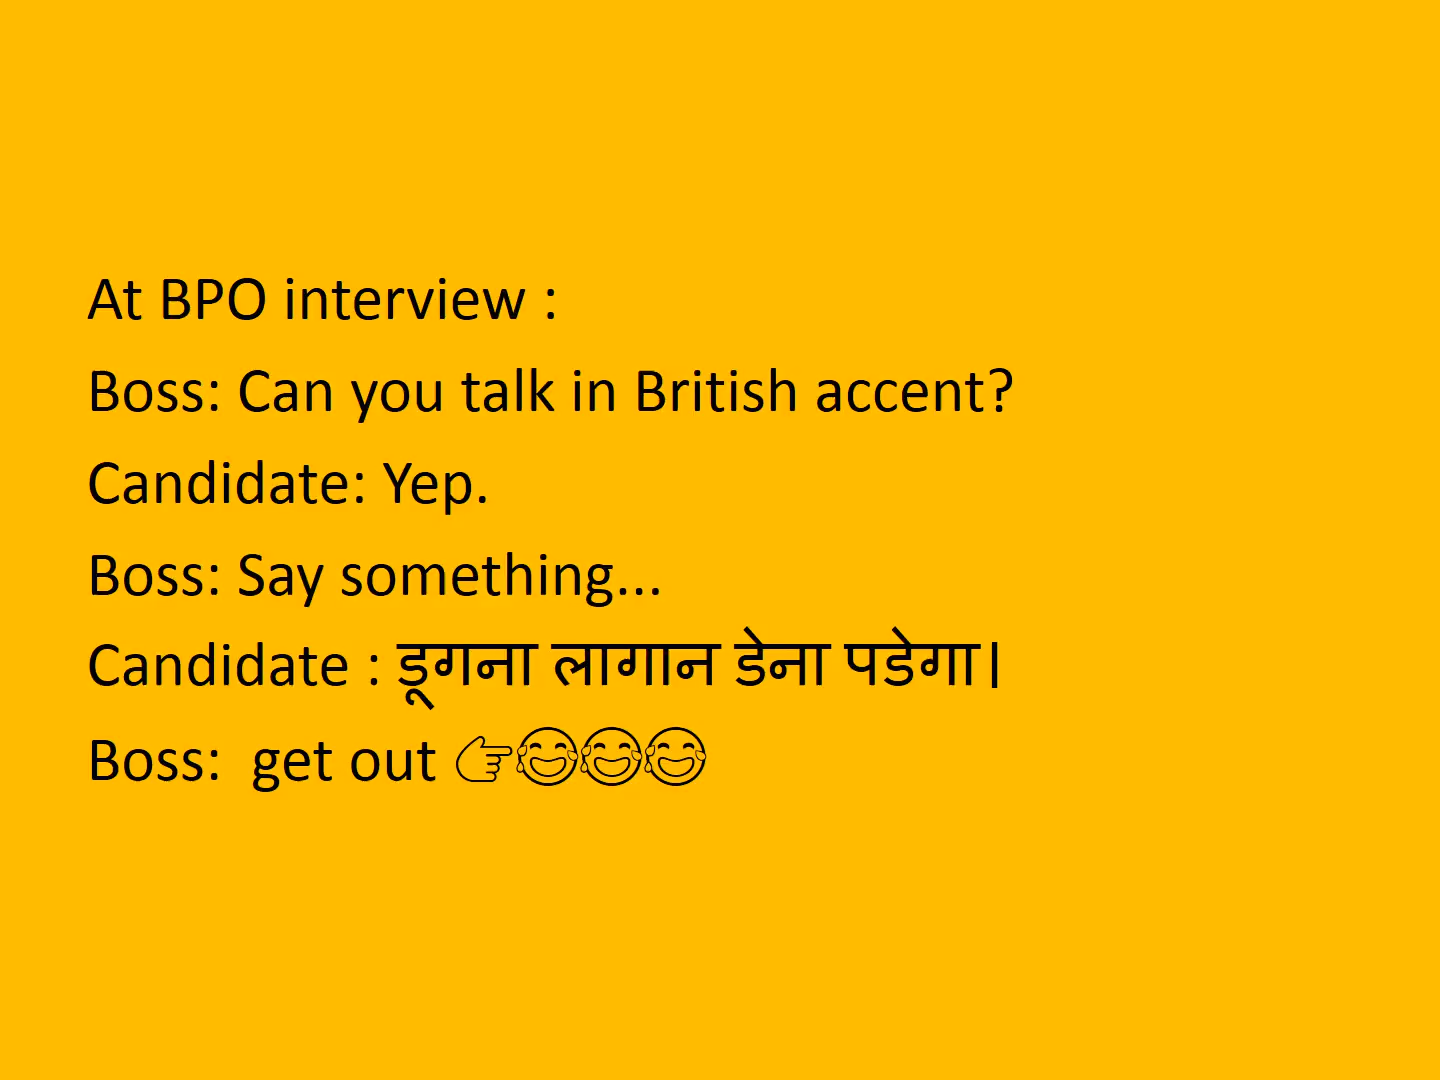 At BPO interview :
Boss: Can you talk in British accent?
Candidate: Yep.
Boss: Say something...
Candidate : डूगना लागान डेना पडेगा।
Boss:  get out 👉😂😂😂